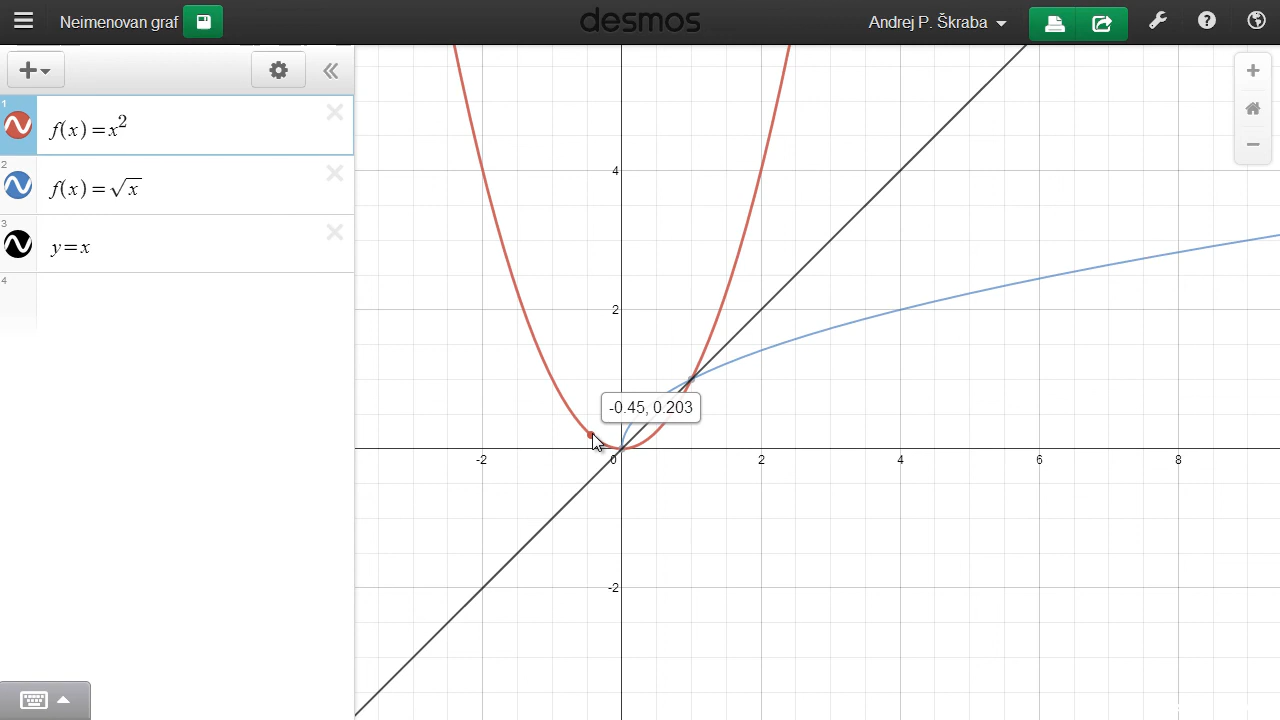 Neimenovan graf
desmos
Andrej P. Škraba
1
f(x)=x²
2
f(x)=√x
3
y=x
4
4
2
-0.45, 0.203
-2
0
2
4
6
8
-2